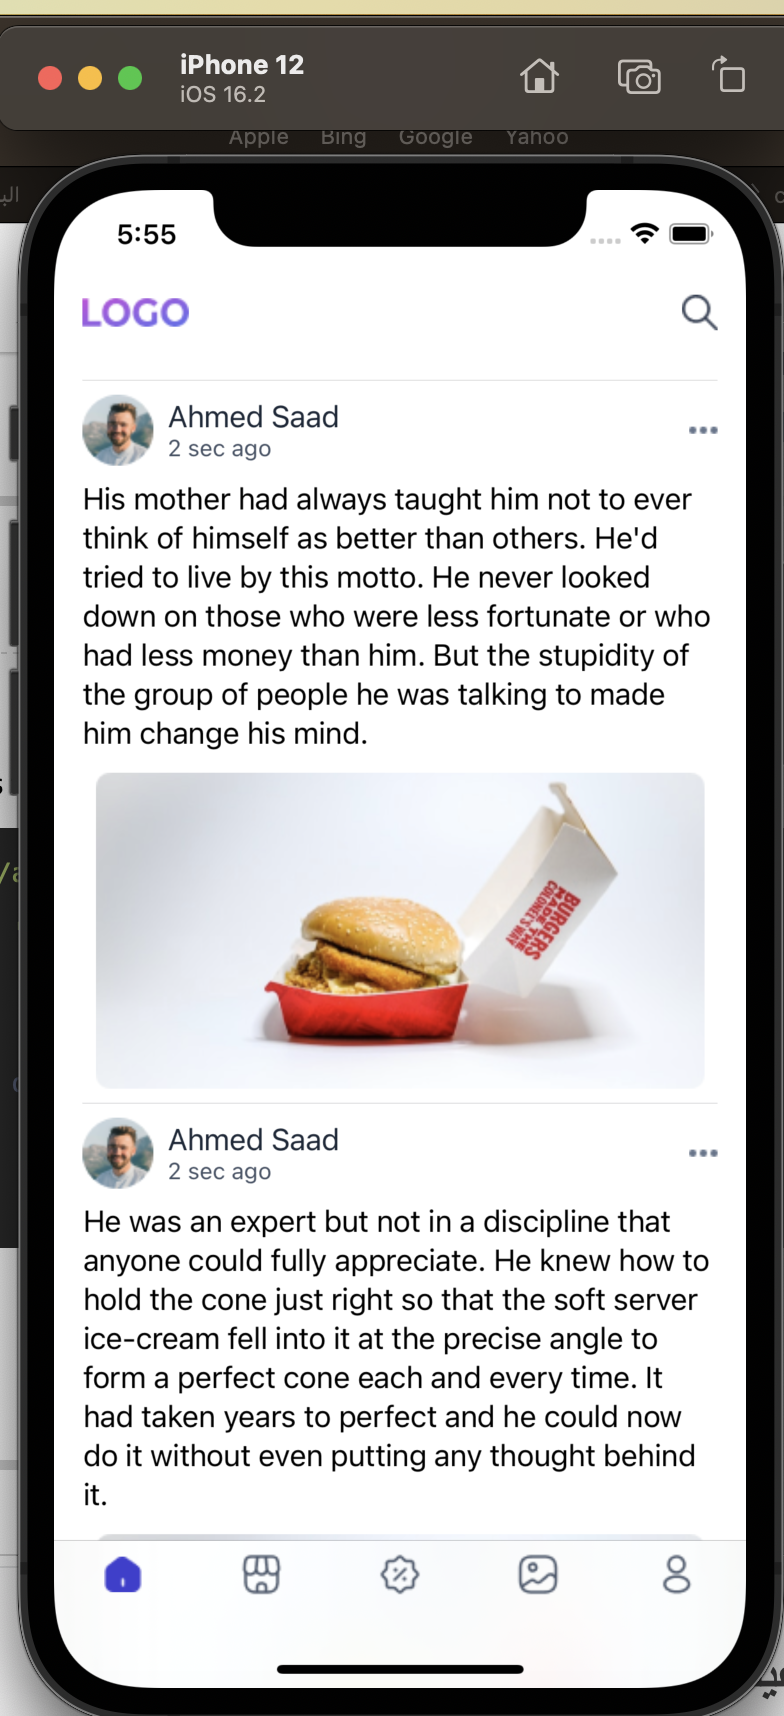 iPhone 12
iOS 16.2
Apple Bing Google Yahoo
5:55
LOGO
Ahmed Saad
2 sec ago
His mother had always taught him not to ever
think of himself as better than others. He'd
tried to live by this motto. He never looked
down on those who were less fortunate or who
had less money than him. But the stupidity of
the group of people he was talking to made
him change his mind.
BURGERS
MADE THE
COLONEL'S WAY
Ahmed Saad
2 sec ago
He was an expert but not in a discipline that
anyone could fully appreciate. He knew how to
hold the cone just right so that the soft server
ice-cream fell into it at the precise angle to
form a perfect cone each and every time. It
had taken years to perfect and he could now
do it without even putting any thought behind
it.